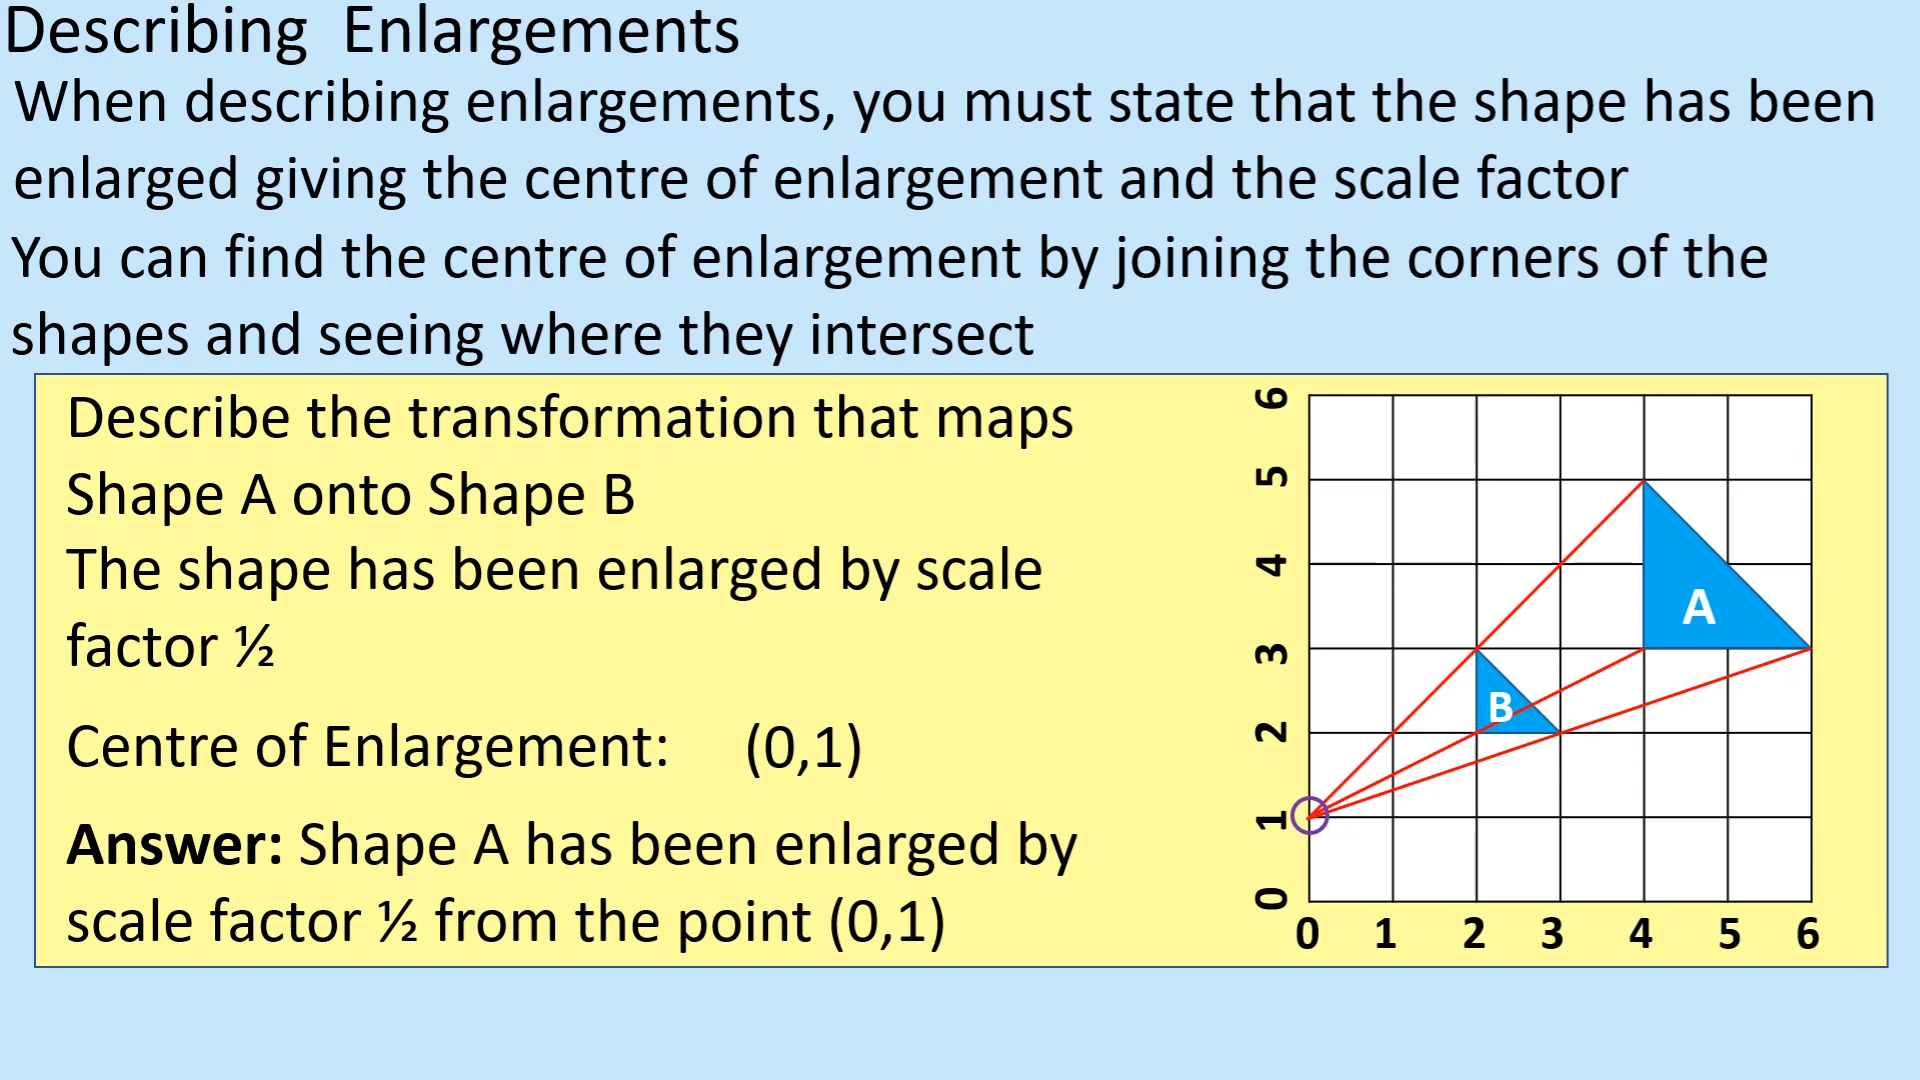 Describing Enlargements
When describing enlargements, you must state that the shape has been
enlarged giving the centre of enlargement and the scale factor
You can find the centre of enlargement by joining the corners of the
shapes and seeing where they intersect
Describe the transformation that maps
Shape A onto Shape B
The shape has been enlarged by scale
factor ½
Centre of Enlargement: (0,1)
Answer: Shape A has been enlarged by
scale factor ½ from the point (0,1)
6
5
4
3
2
1
0
A
B
0 1 2 3 4 5 6